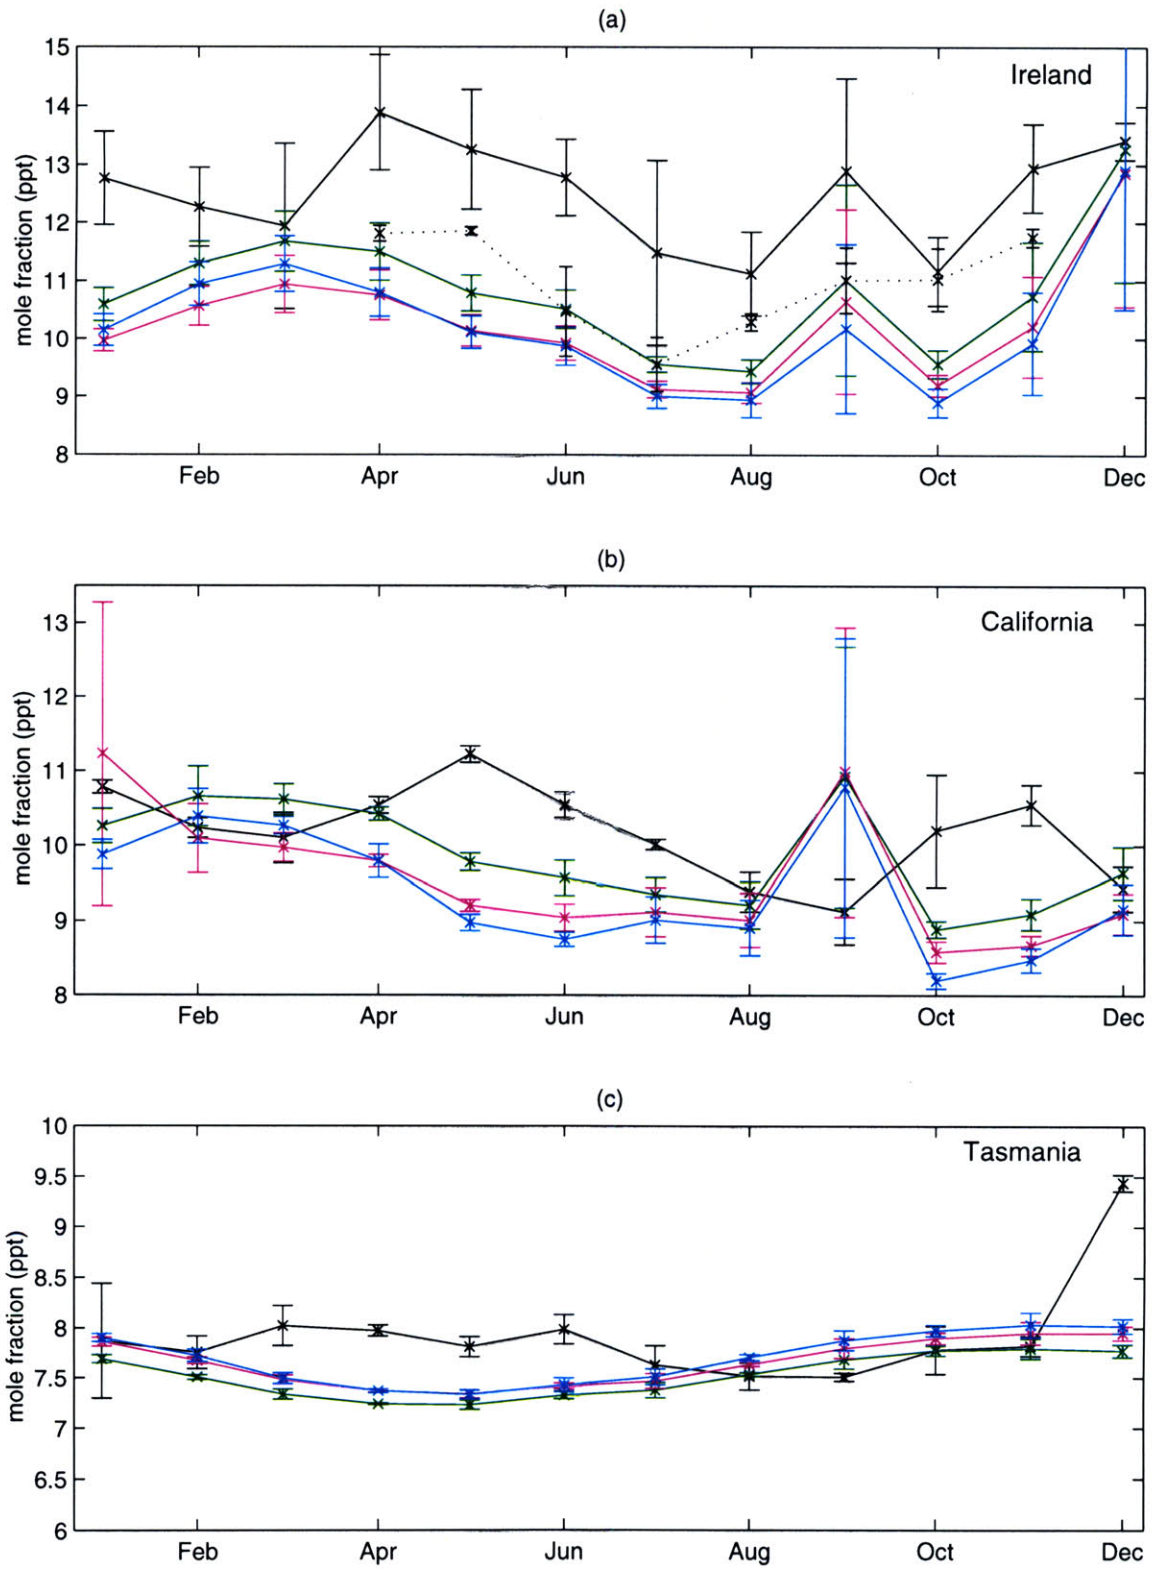 (a)
Ireland
mole fraction (ppt)
15
14
13
12
11
10
9
8
Feb
Apr
Jun
Aug
Oct
Dec
(b)
California
mole fraction (ppt)
13
12
11
10
9
8
Feb
Apr
Jun
Aug
Oct
Dec
(c)
Tasmania
mole fraction (ppt)
10
9.5
9
8.5
8
7.5
7
6.5
6
Feb
Apr
Jun
Aug
Oct
Dec